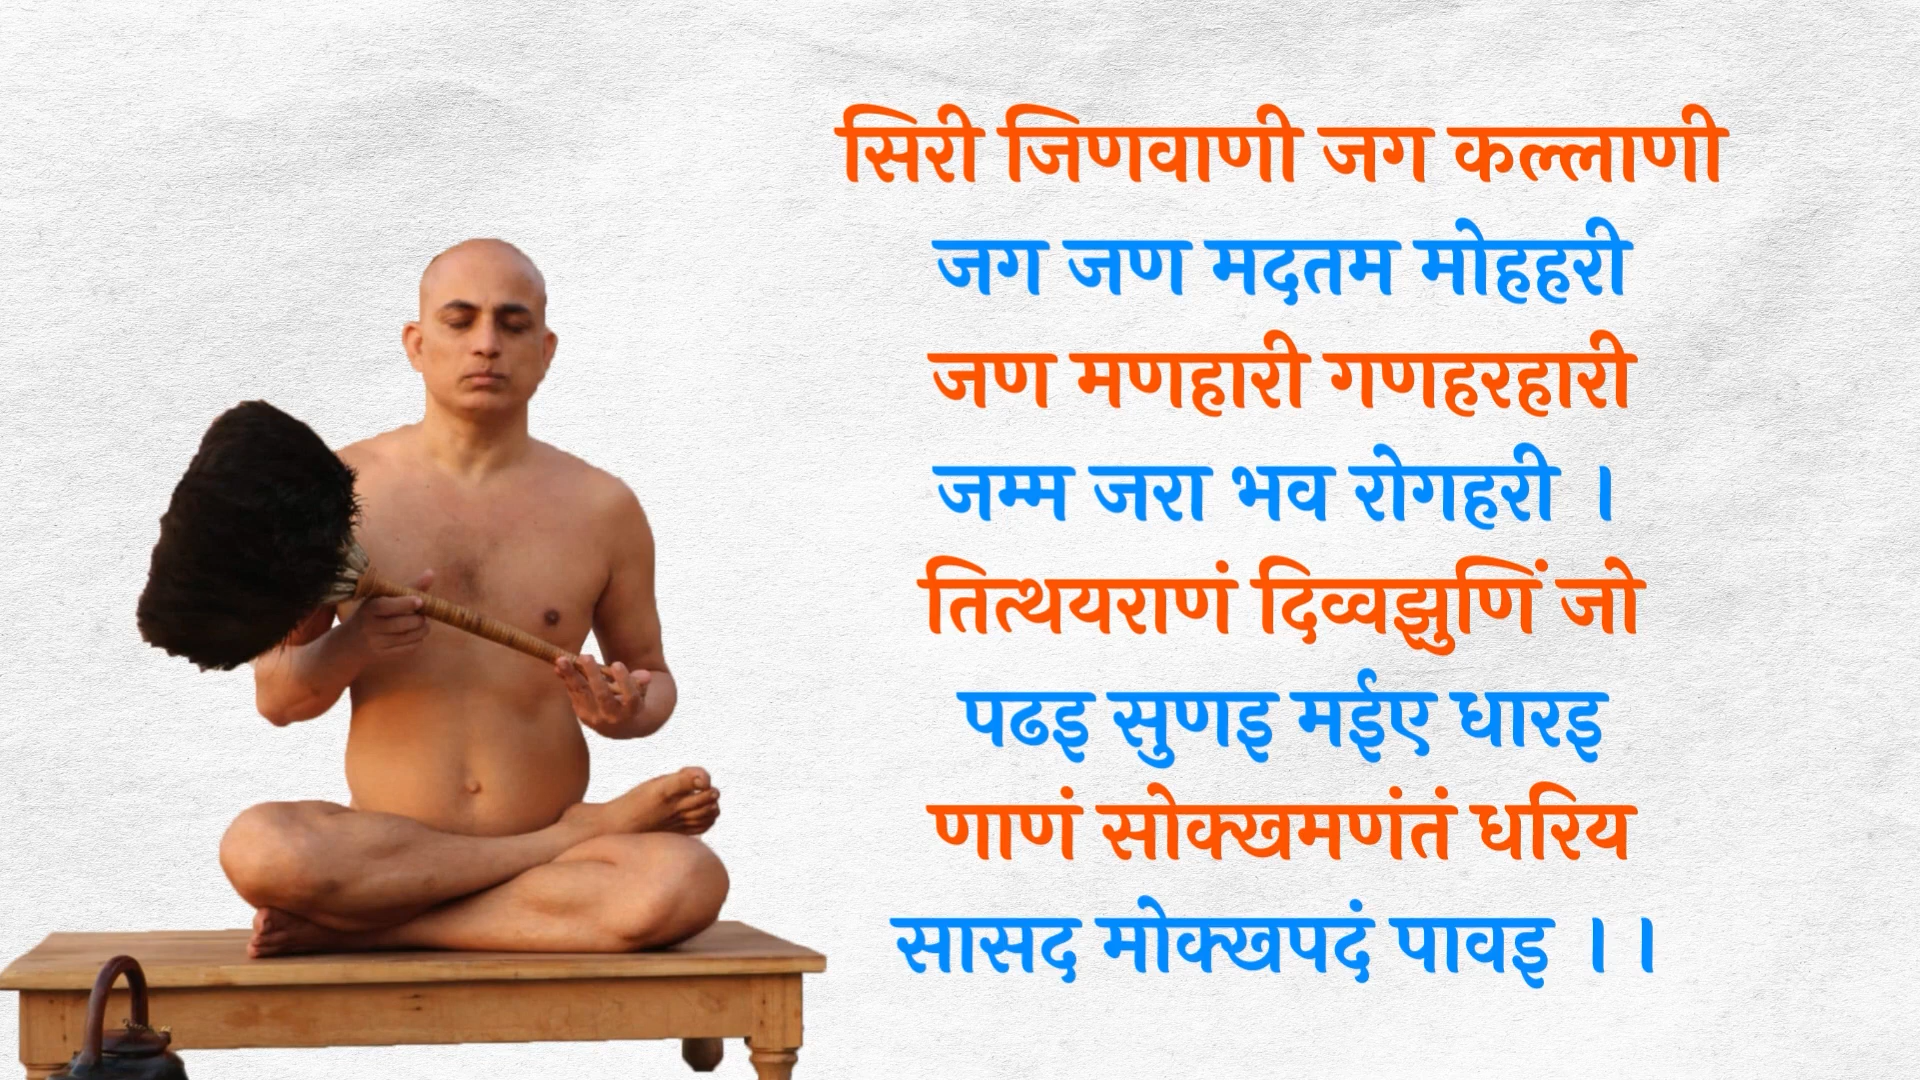 सिरी जिणवाणी जग कल्लाणी
जग जण मदतम मोहहरी
जण मणहारी गणहरहारी
जम्म जरा भव रोगहरी ।
तित्थयराणं दिव्वझुणिं जो
पढइ सुणइ मईए धारइ
णाणं सोक्खमणंतं धरिय
सासद मोक्खपदं पावइ ।।